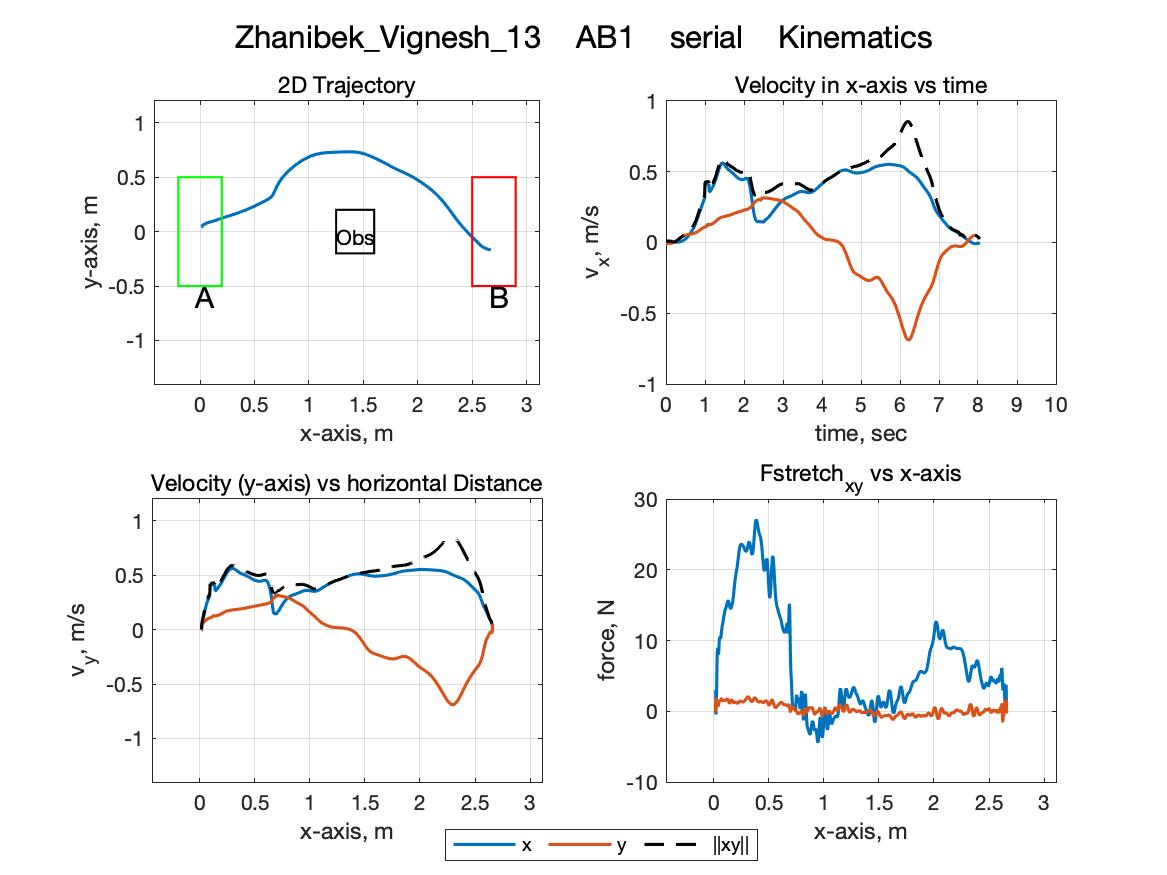 Zhanibek_Vignesh_13 AB1 serial Kinematics
2D Trajectory
1
0.5
0
-0.5
-1
y-axis, m
Obs
A
B
0 0.5 1 1.5 2 2.5 3
x-axis, m
Velocity in x-axis vs time
1
0.5
0
-0.5
-1
v_x, m/s
0 1 2 3 4 5 6 7 8 9 10
time, sec
Velocity (y-axis) vs horizontal Distance
1
0.5
0
-0.5
-1
v_y, m/s
0 0.5 1 1.5 2 2.5 3
x-axis, m
Fstretch_xy vs x-axis
30
20
10
0
-10
force, N
0 0.5 1 1.5 2 2.5 3
x-axis, m
x y ||xy||